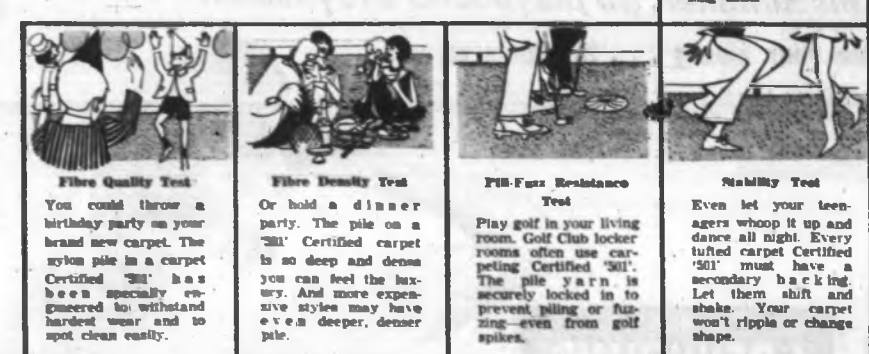 Fibre Quality Test
You could throw a
birthday party on your
brand new carpet. The
nylon pile in a carpet
Certified '501' has
been specially en-
gineered to withstand
hardest wear and to
spot clean easily.
Fibre Density Test
Or hold a dinner
party. The pile on a
'501' Certified carpet
is so deep and dense
you can feel the lux-
ury. And more expen-
sive styles may have
even deeper, denser
pile.
Pill-Fuzz Resistance
Test
Play golf in your living
room. Golf Club locker
rooms often use car-
peting Certified '501'.
The pile yarn is
securely locked in to
prevent piling or fuz-
zing—even from golf
spikes.
Stability Test
Even let your teen-
agers whoop it up and
dance all night. Every
tufted carpet Certified
'501' must have a
secondary backing.
Let them shift and
shake. Your carpet
won't ripple or change
shape.